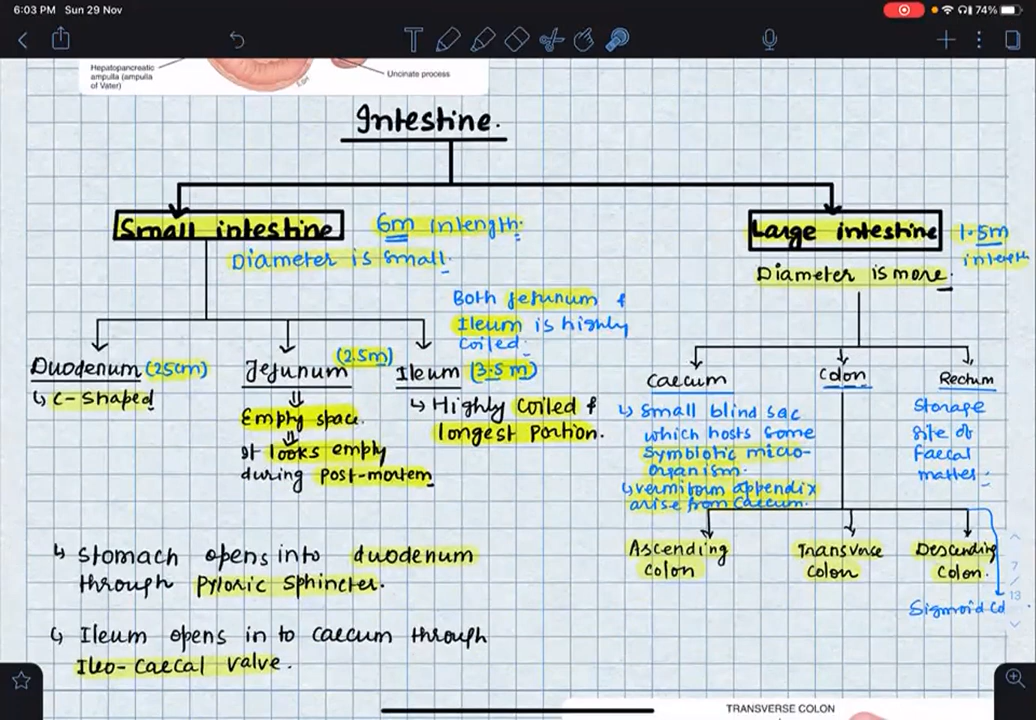 6:03 PM Sun 29 Nov
74%
Hepatopancreatic
ampulla (ampulla
of Vater)
Uncinate process
Intestine.
Small intestine
6m in length.
Diameter is small.
Large intestine
1.5m
in length
Diameter is more.
Both jejunum &
Ileum is highly
coiled.
Duodenum (25cm)
↳ C-shaped
Jejunum (2.5m)
⇓
Empty space.
⇓
It looks empty
during post-mortem
Ileum (3.5 m)
↳ Highly coiled &
longest portion.
Caecum
↳ small blind sac
which hosts some
symbiotic micro-
organism.
↳ vermiform appendix
arise from caecum.
Colon
Rectum
Storage
site of
faecal
matter.
Ascending
colon
Transverse
colon
Descending
colon.
Sigmoid
↳ Stomach opens into duodenum
through Pyloric sphincter.
↳ Ileum opens in to caecum through
Ileo-caecal valve.
7
/
13
TRANSVERSE COLON